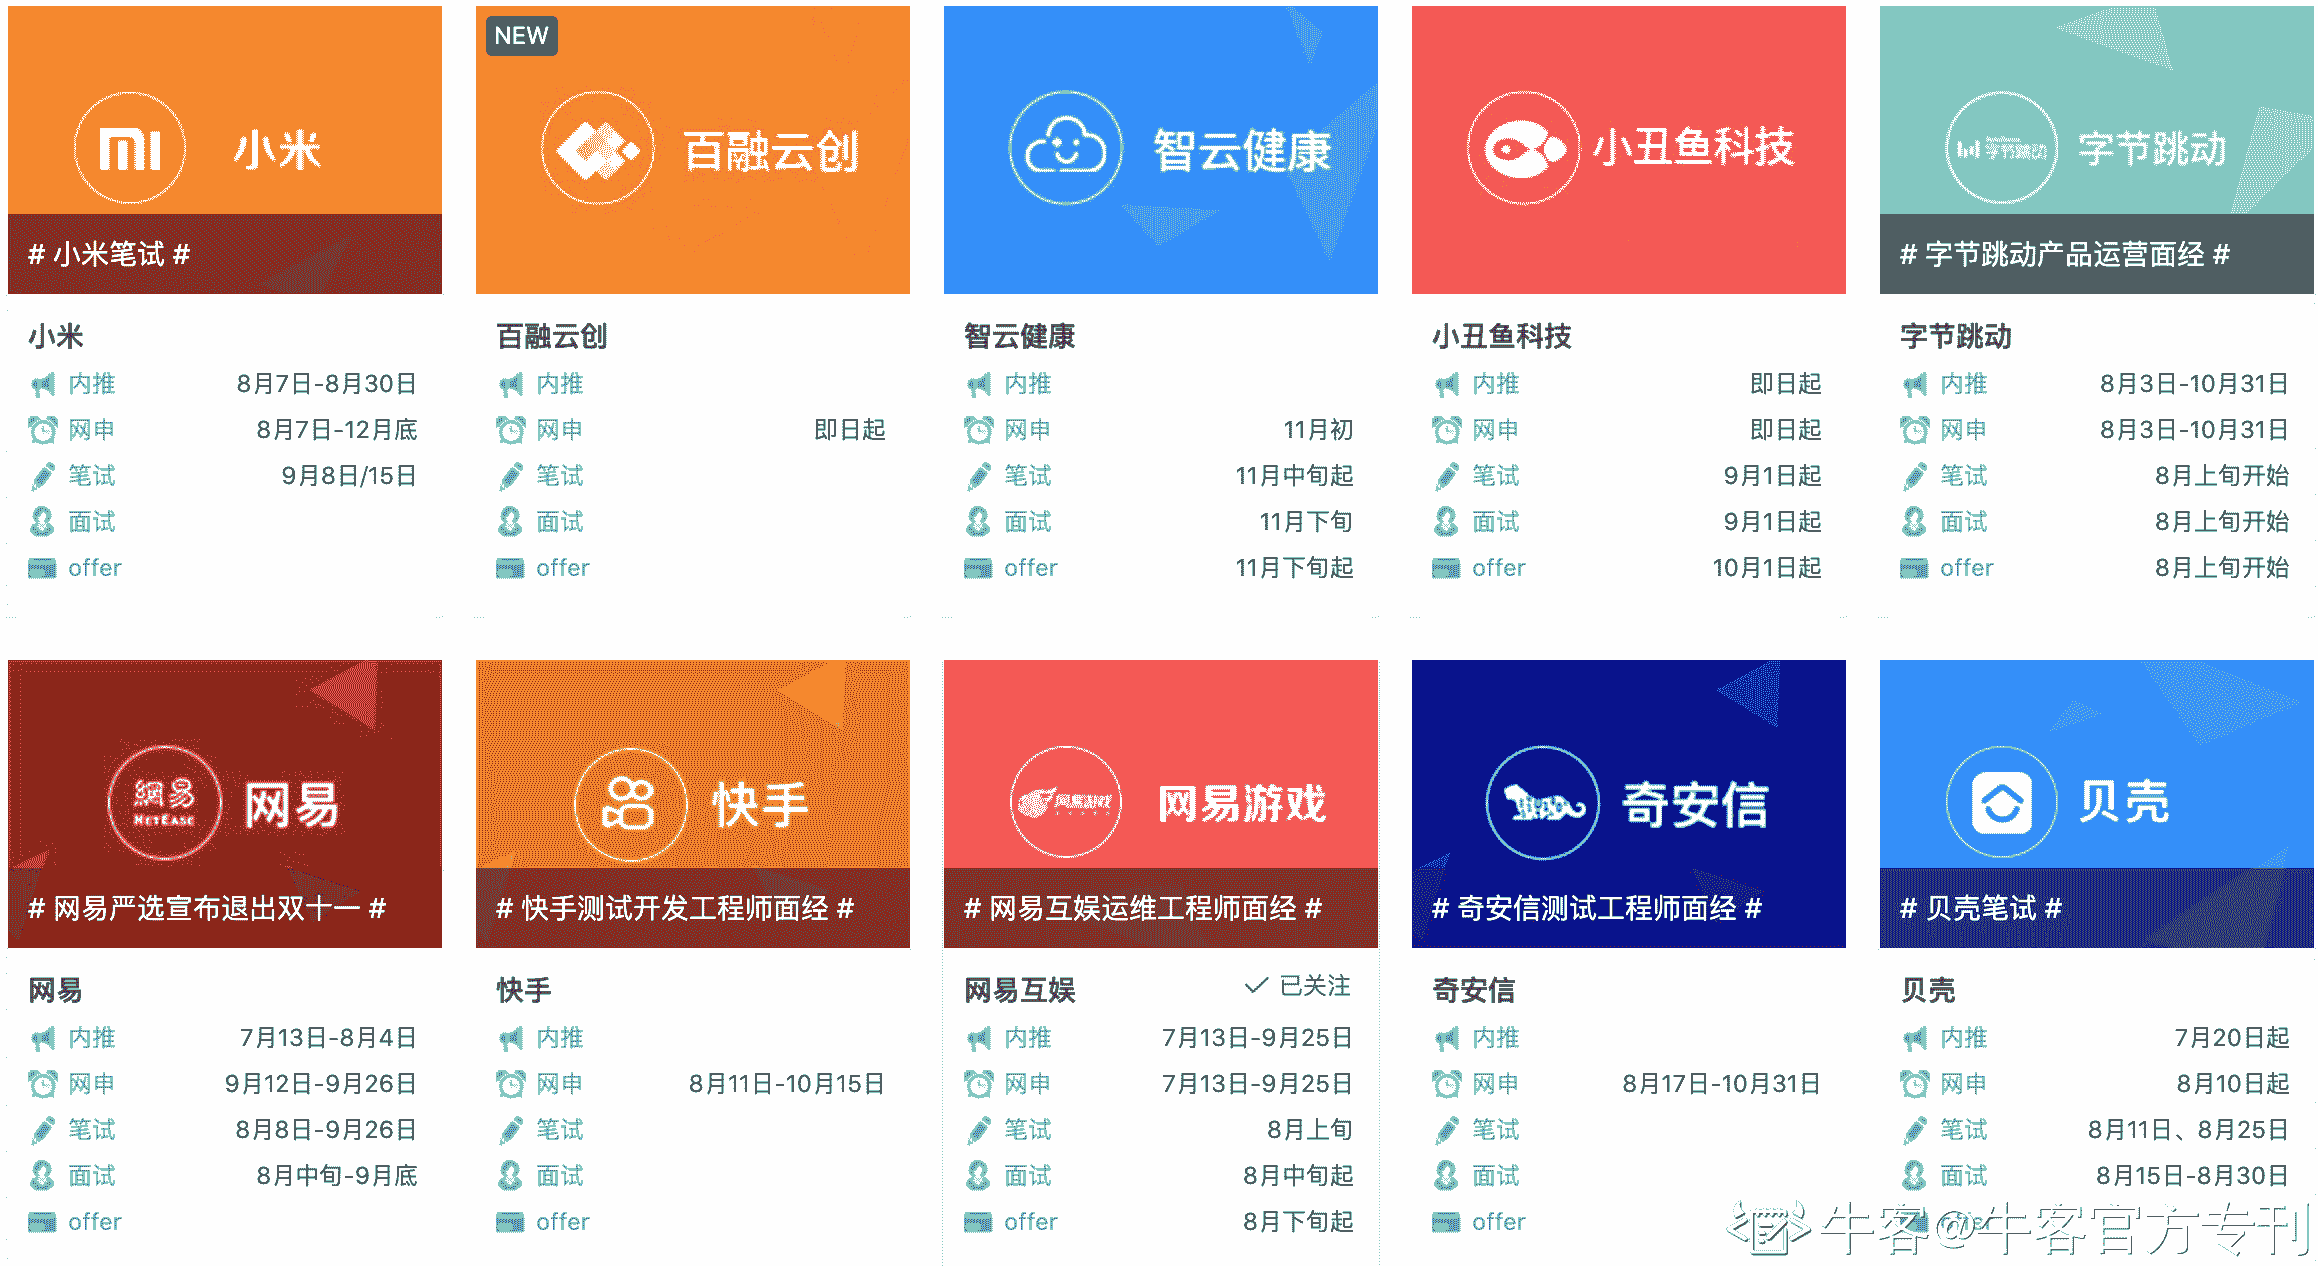 小米
# 小米笔试 #
小米
内推 8月7日-8月30日
网申 8月7日-12月底
笔试 9月8日/15日
面试
offer
NEW
百融云创
百融云创
内推
网申 即日起
笔试
面试
offer
智云健康
智云健康
内推
网申 11月初
笔试 11月中旬起
面试 11月下旬
offer 11月下旬起
小丑鱼科技
小丑鱼科技
内推 即日起
网申 即日起
笔试 9月1日起
面试 9月1日起
offer 10月1日起
字节跳动 字节跳动
# 字节跳动产品运营面经 #
字节跳动
内推 8月3日-10月31日
网申 8月3日-10月31日
笔试 8月上旬开始
面试 8月上旬开始
offer 8月上旬开始
網易
NETEASE
网易
# 网易严选宣布退出双十一 #
网易
内推 7月13日-8月4日
网申 9月12日-9月26日
笔试 8月8日-9月26日
面试 8月中旬-9月底
offer
快手
# 快手测试开发工程师面经 #
快手
内推
网申 8月11日-10月15日
笔试
面试
offer
网易游戏 网易游戏
# 网易互娱运维工程师面经 #
网易互娱 已关注
内推 7月13日-9月25日
网申 7月13日-9月25日
笔试 8月上旬
面试 8月中旬起
offer 8月下旬起
奇安信
# 奇安信测试工程师面经 #
奇安信
内推
网申 8月17日-10月31日
笔试
面试
offer
贝壳
# 贝壳笔试 #
贝壳
内推 7月20日起
网申 8月10日起
笔试 8月11日、8月25日
面试 8月15日-8月30日
offer
牛客@牛客官方专刊